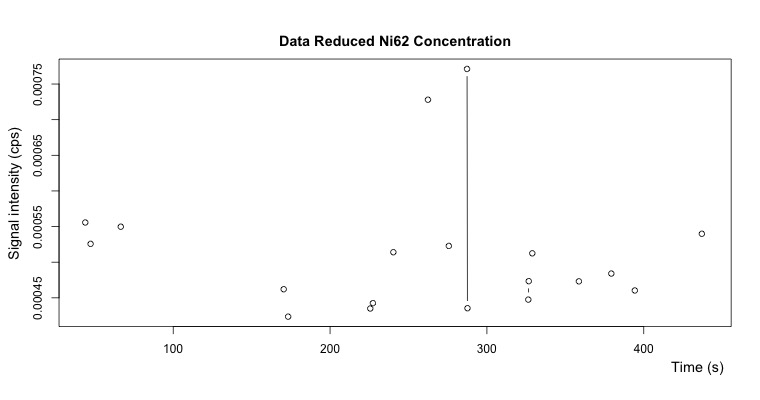 Data Reduced Ni62 Concentration
Signal intensity (cps)
0.00075
0.00065
0.00055
0.00045
100 200 300 400
Time (s)